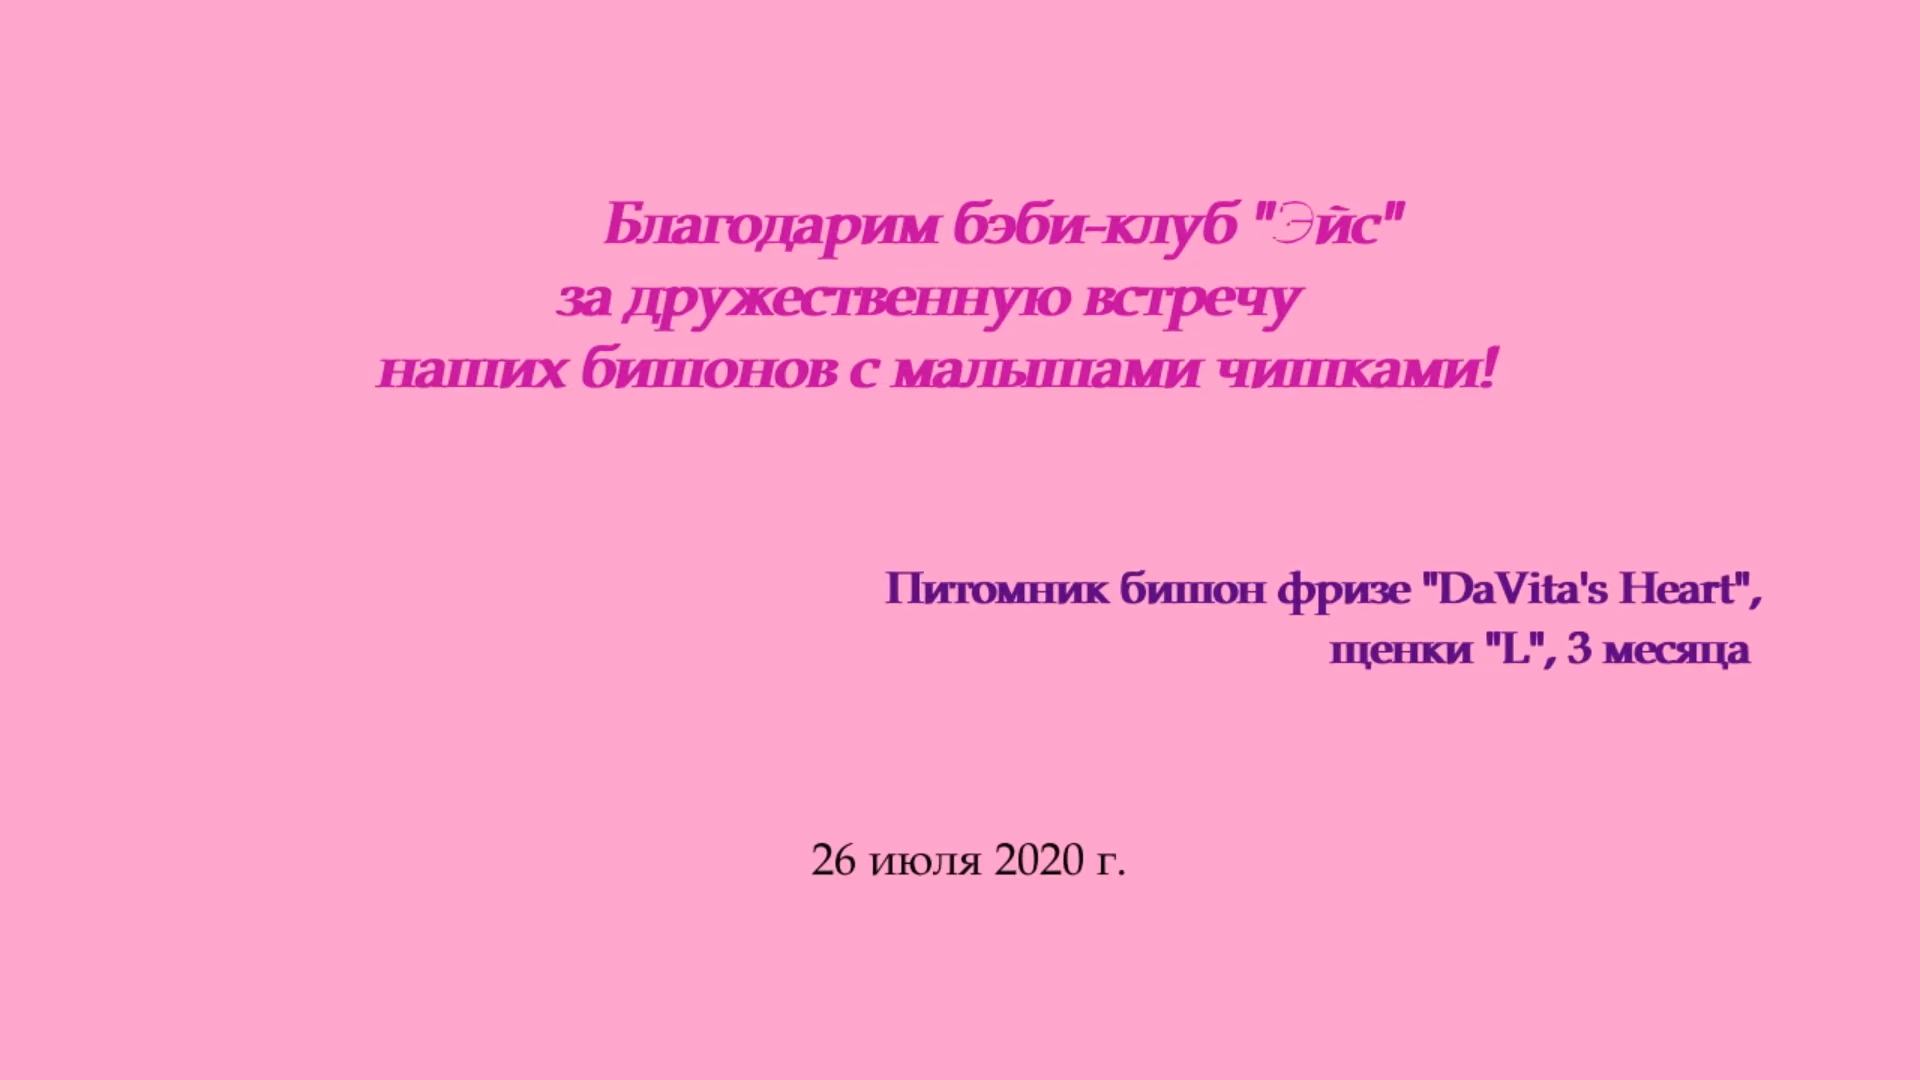 Благодарим бэби-клуб "Эйс"
за дружественную встречу
наших бишонов с малышами чишками!
Питомник бишон фризе "DaVita's Heart",
щенки "L", 3 месяца
26 июля 2020 г.